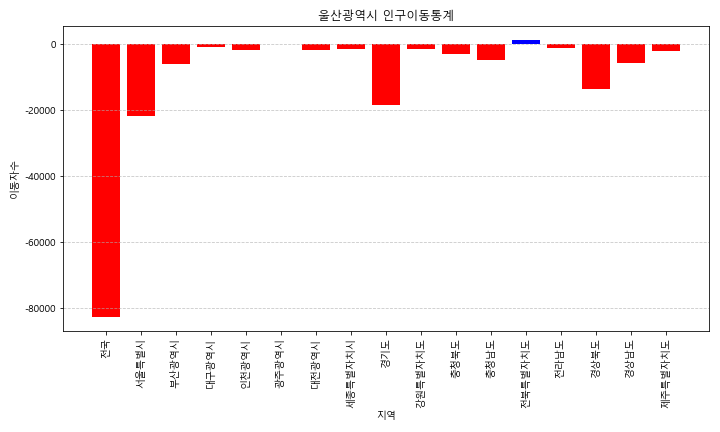 울산광역시 인구이동통계
이동자수
0
-20000
-40000
-60000
-80000
전국
서울특별시
부산광역시
대구광역시
인천광역시
광주광역시
대전광역시
세종특별자치시
경기도
강원특별자치도
충청북도
충청남도
전북특별자치도
전라남도
경상북도
경상남도
제주특별자치도
지역